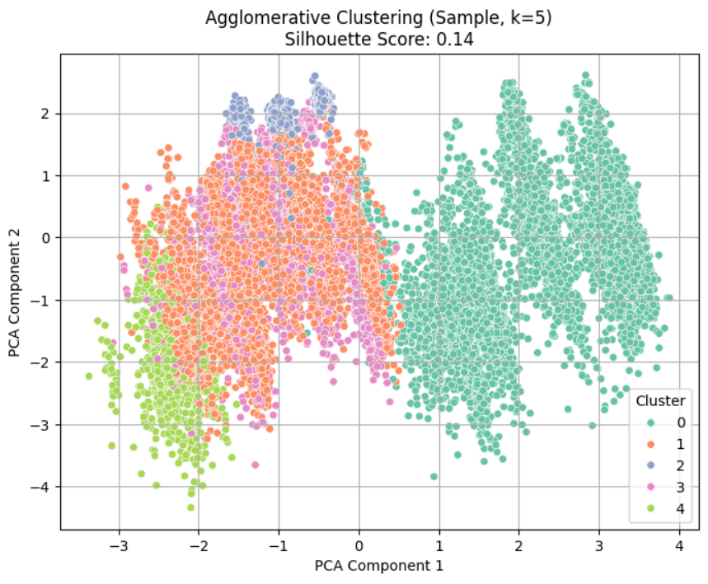 Agglomerative Clustering (Sample, k=5)
Silhouette Score: 0.14
PCA Component 2
2
1
0
−1
−2
−3
−4
Cluster
0
1
2
3
4
−3 −2 −1 0 1 2 3 4
PCA Component 1